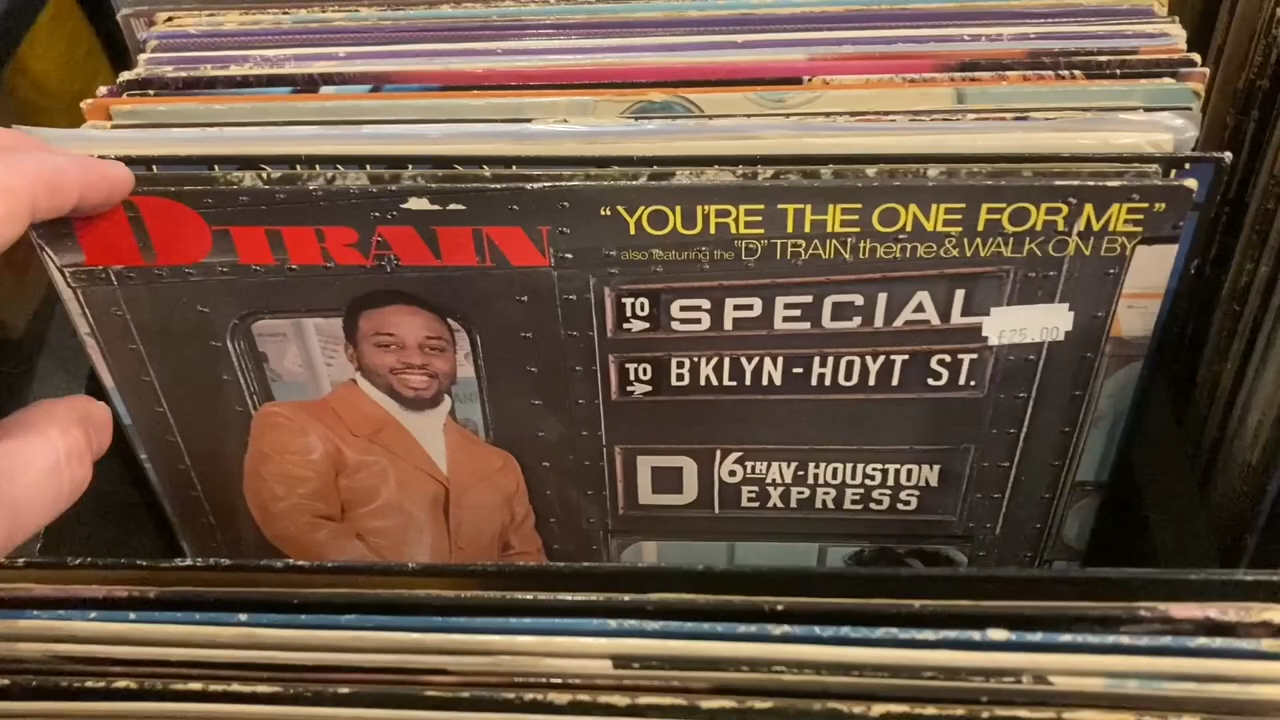 D TRAIN
"YOU'RE THE ONE FOR ME"
also featuring the "D" TRAIN theme & WALK ON BY
TO SPECIAL
£25.00
TO B'KLYN - HOYT ST.
D 6TH AV - HOUSTON
EXPRESS